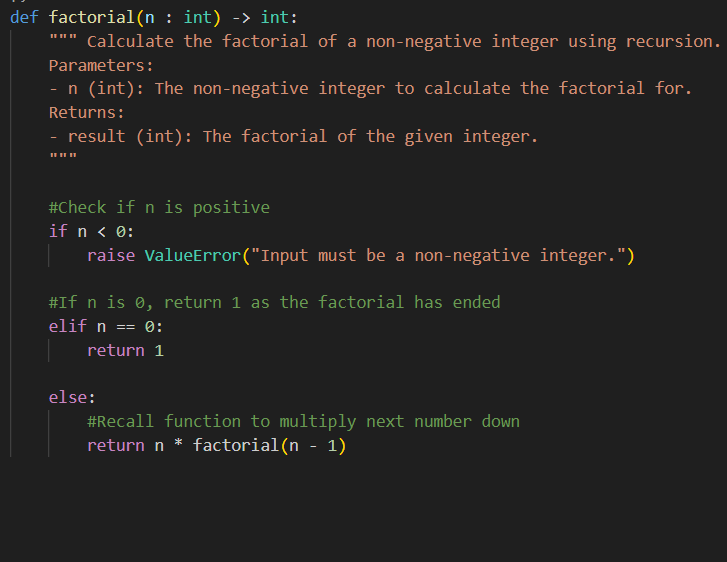 def factorial(n : int) -> int:
    """ Calculate the factorial of a non-negative integer using recursion.
    Parameters:
    - n (int): The non-negative integer to calculate the factorial for.
    Returns:
    - result (int): The factorial of the given integer.
    """
    #Check if n is positive
    if n < 0:
        raise ValueError("Input must be a non-negative integer.")
    #If n is 0, return 1 as the factorial has ended
    elif n == 0:
        return 1
    else:
        #Recall function to multiply next number down
        return n * factorial(n - 1)